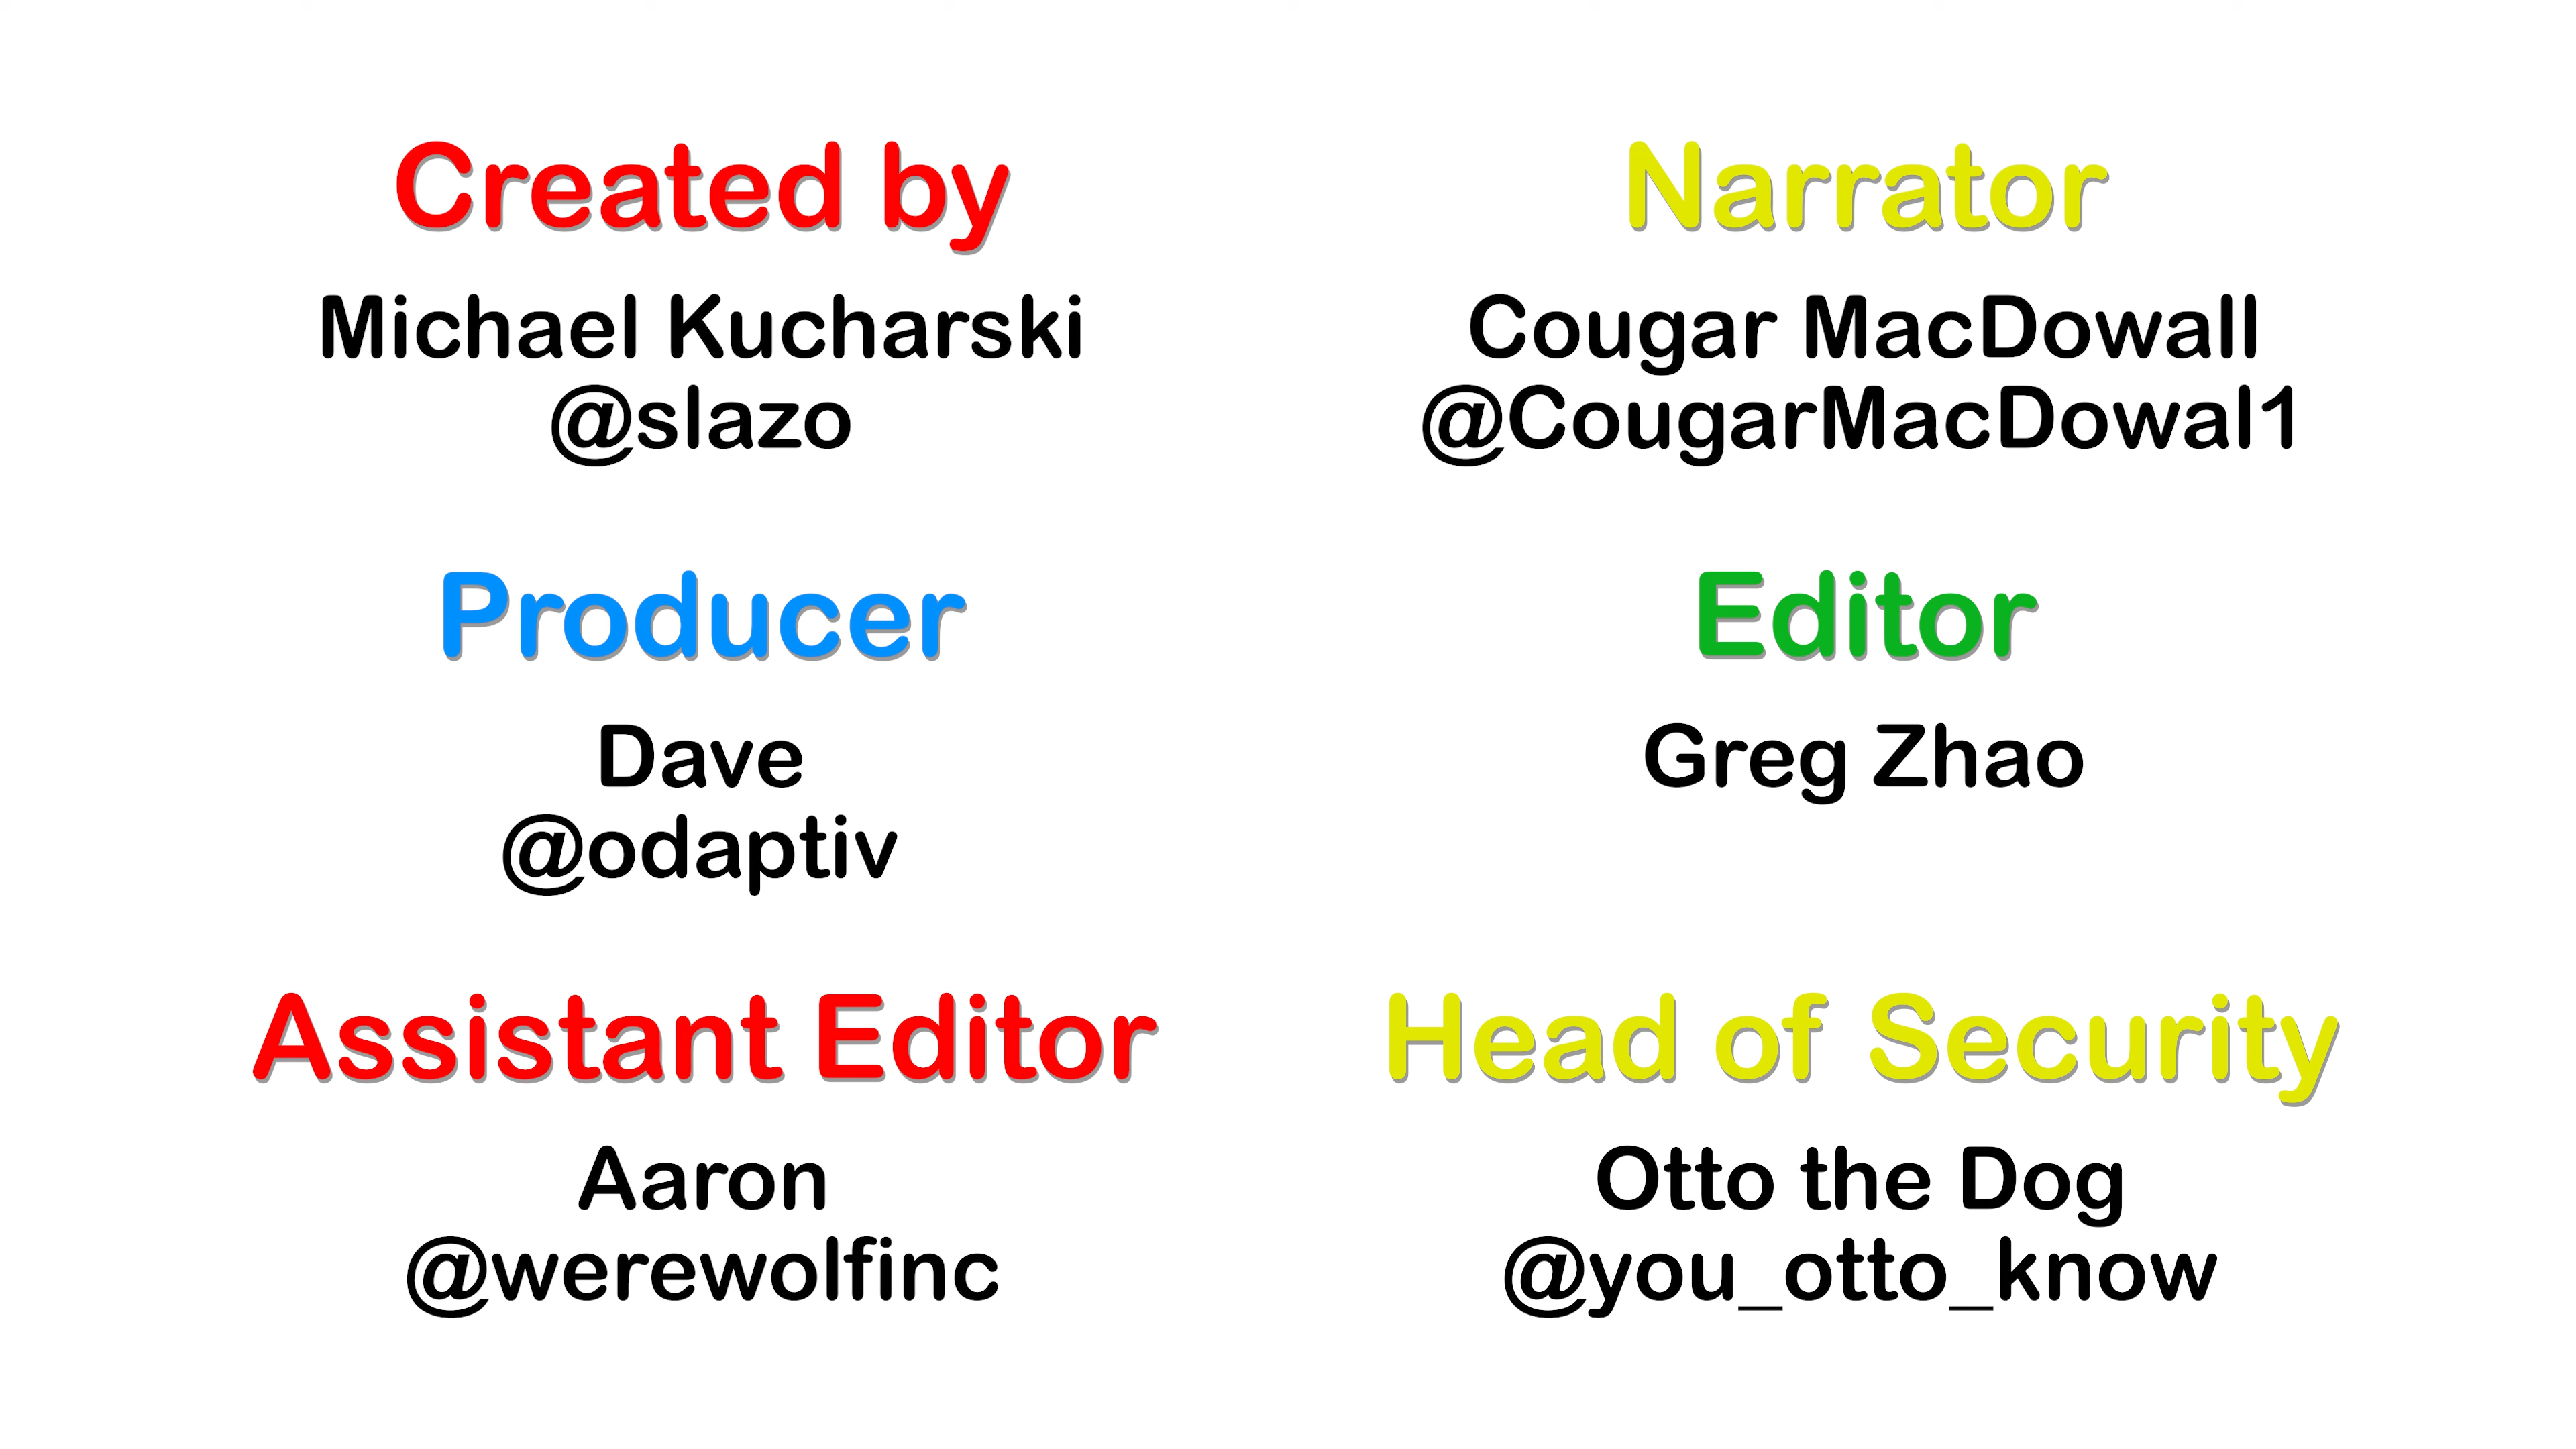 Created by
Michael Kucharski
@slazo
Narrator
Cougar MacDowall
@CougarMacDowal1
Producer
Dave
@odaptiv
Editor
Greg Zhao
Assistant Editor
Aaron
@werewolfinc
Head of Security
Otto the Dog
@you_otto_know